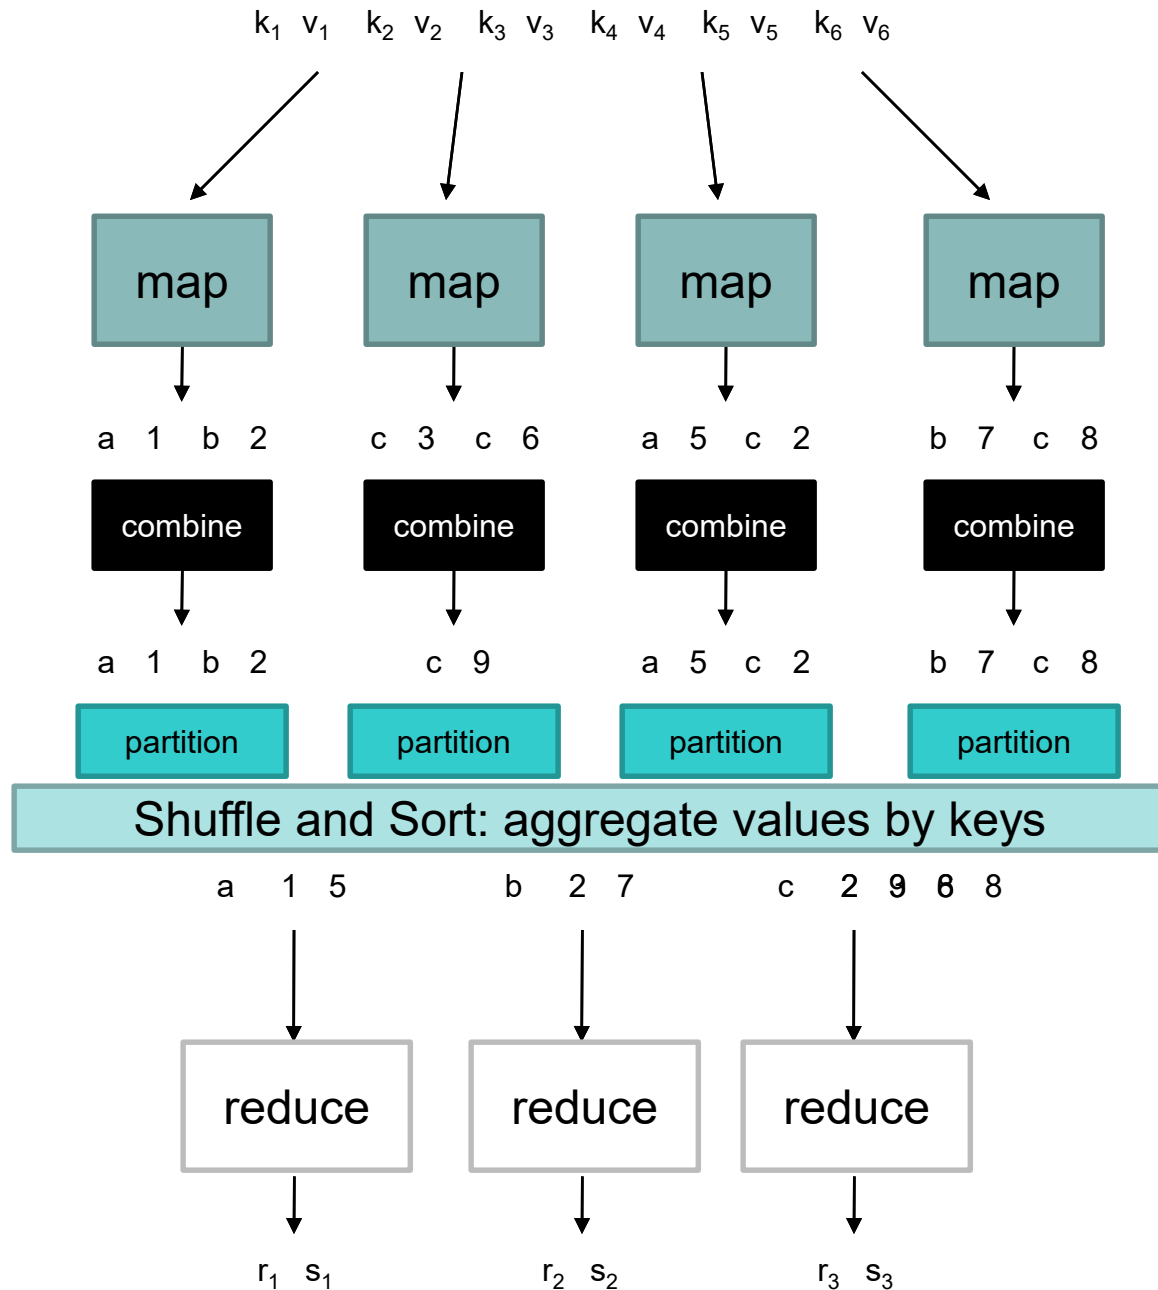 k1 v1 k2 v2 k3 v3 k4 v4 k5 v5 k6 v6
map map map map
a 1 b 2 c 3 c 6 a 5 c 2 b 7 c 8
combine combine combine combine
a 1 b 2 c 9 a 5 c 2 b 7 c 8
partition partition partition partition
Shuffle and Sort: aggregate values by keys
a 1 5 b 2 7 c 2 8
reduce reduce reduce
r1 s1 r2 s2 r3 s3